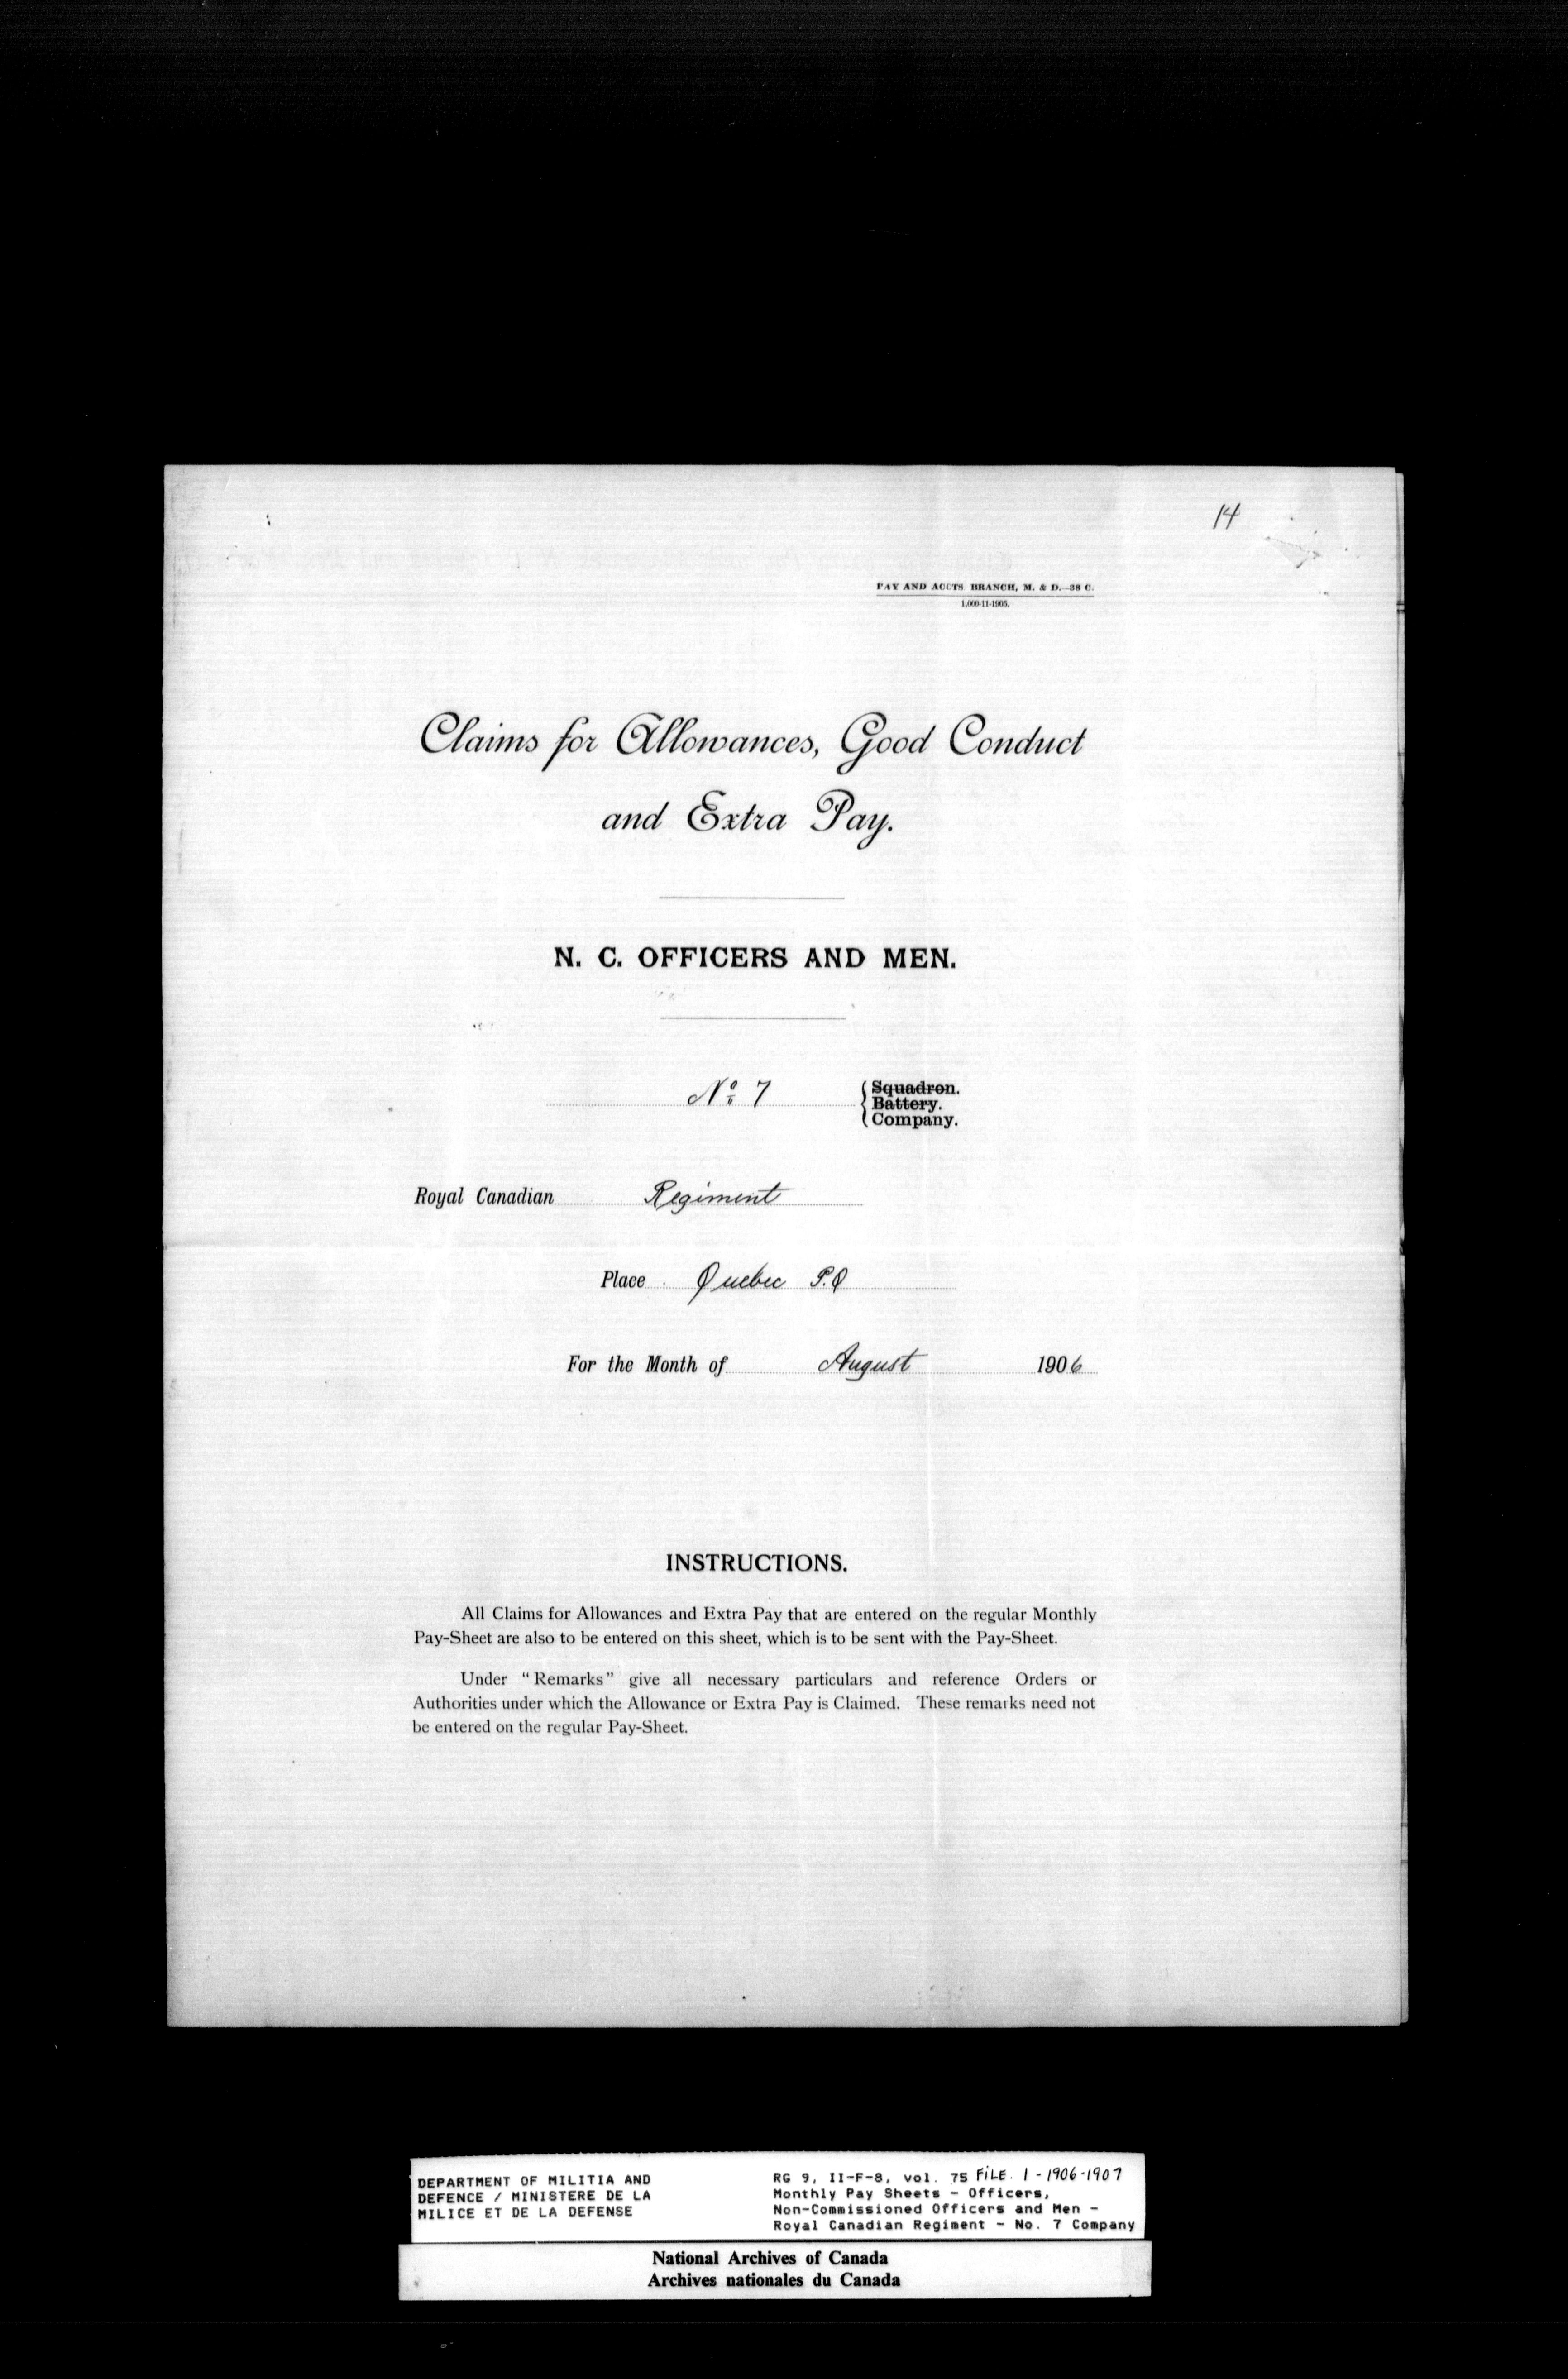 14
PAY AND ACCTS BRANCH, M. & D.—38 C.
1,000-11-1905.
Claims for Allowances, Good Conduct
and Extra Pay.
N. C. OFFICERS AND MEN.
No. 7
Squadron.
Battery.
Company.
Royal Canadian Regiment
Place Quebec P.Q
For the Month of August 1906
INSTRUCTIONS.
All Claims for Allowances and Extra Pay that are entered on the regular Monthly
Pay-Sheet are also to be entered on this sheet, which is to be sent with the Pay-Sheet.
Under "Remarks" give all necessary particulars and reference Orders or
Authorities under which the Allowance or Extra Pay is Claimed. These remarks need not
be entered on the regular Pay-Sheet.
DEPARTMENT OF MILITIA AND
DEFENCE / MINISTERE DE LA
MILICE ET DE LA DEFENSE
RG 9, II-F-8, vol. 75 FILE. 1 - 1906-1907
Monthly Pay Sheets - Officers,
Non-Commissioned Officers and Men -
Royal Canadian Regiment - No. 7 Company
National Archives of Canada
Archives nationales du Canada